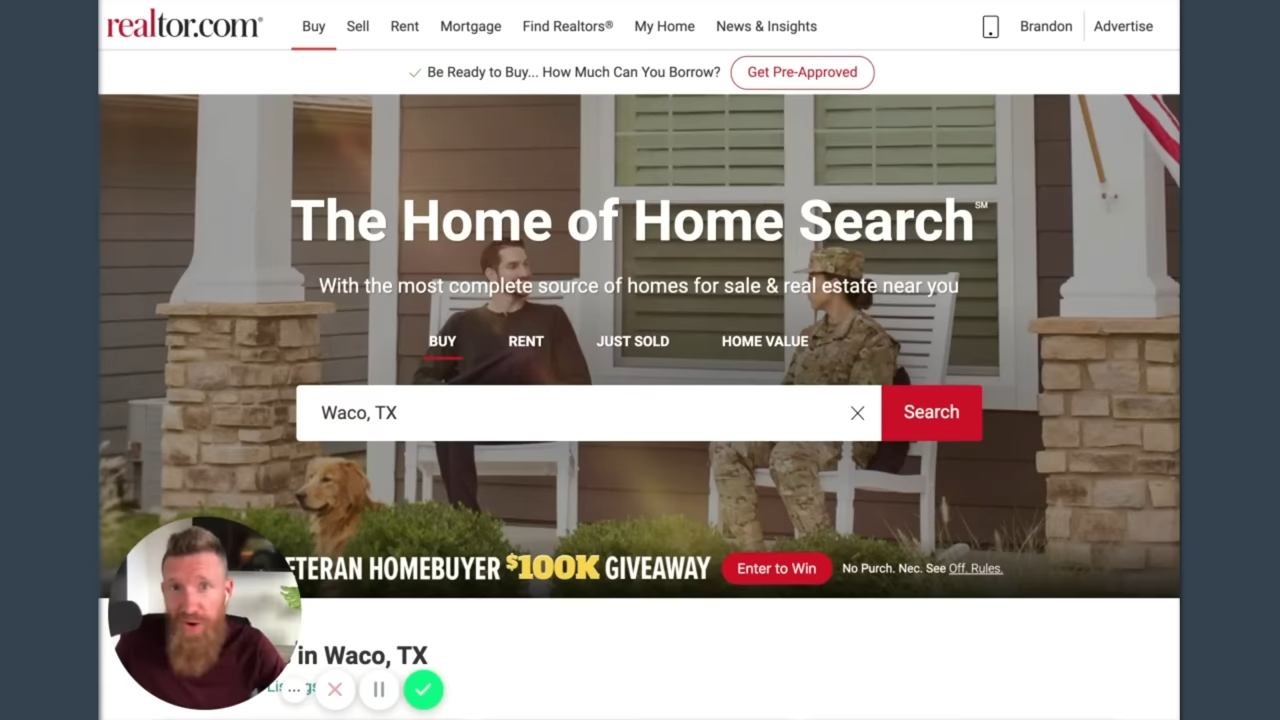 realtor.com®
Buy Sell Rent Mortgage Find Realtors® My Home News & Insights Brandon Advertise
Be Ready to Buy... How Much Can You Borrow? Get Pre-Approved
The Home of Home Search℠
With the most complete source of homes for sale & real estate near you
BUY RENT JUST SOLD HOME VALUE
Waco, TX Search
ETERAN HOMEBUYER $100K GIVEAWAY Enter to Win No Purch. Nec. See Off. Rules.
in Waco, TX